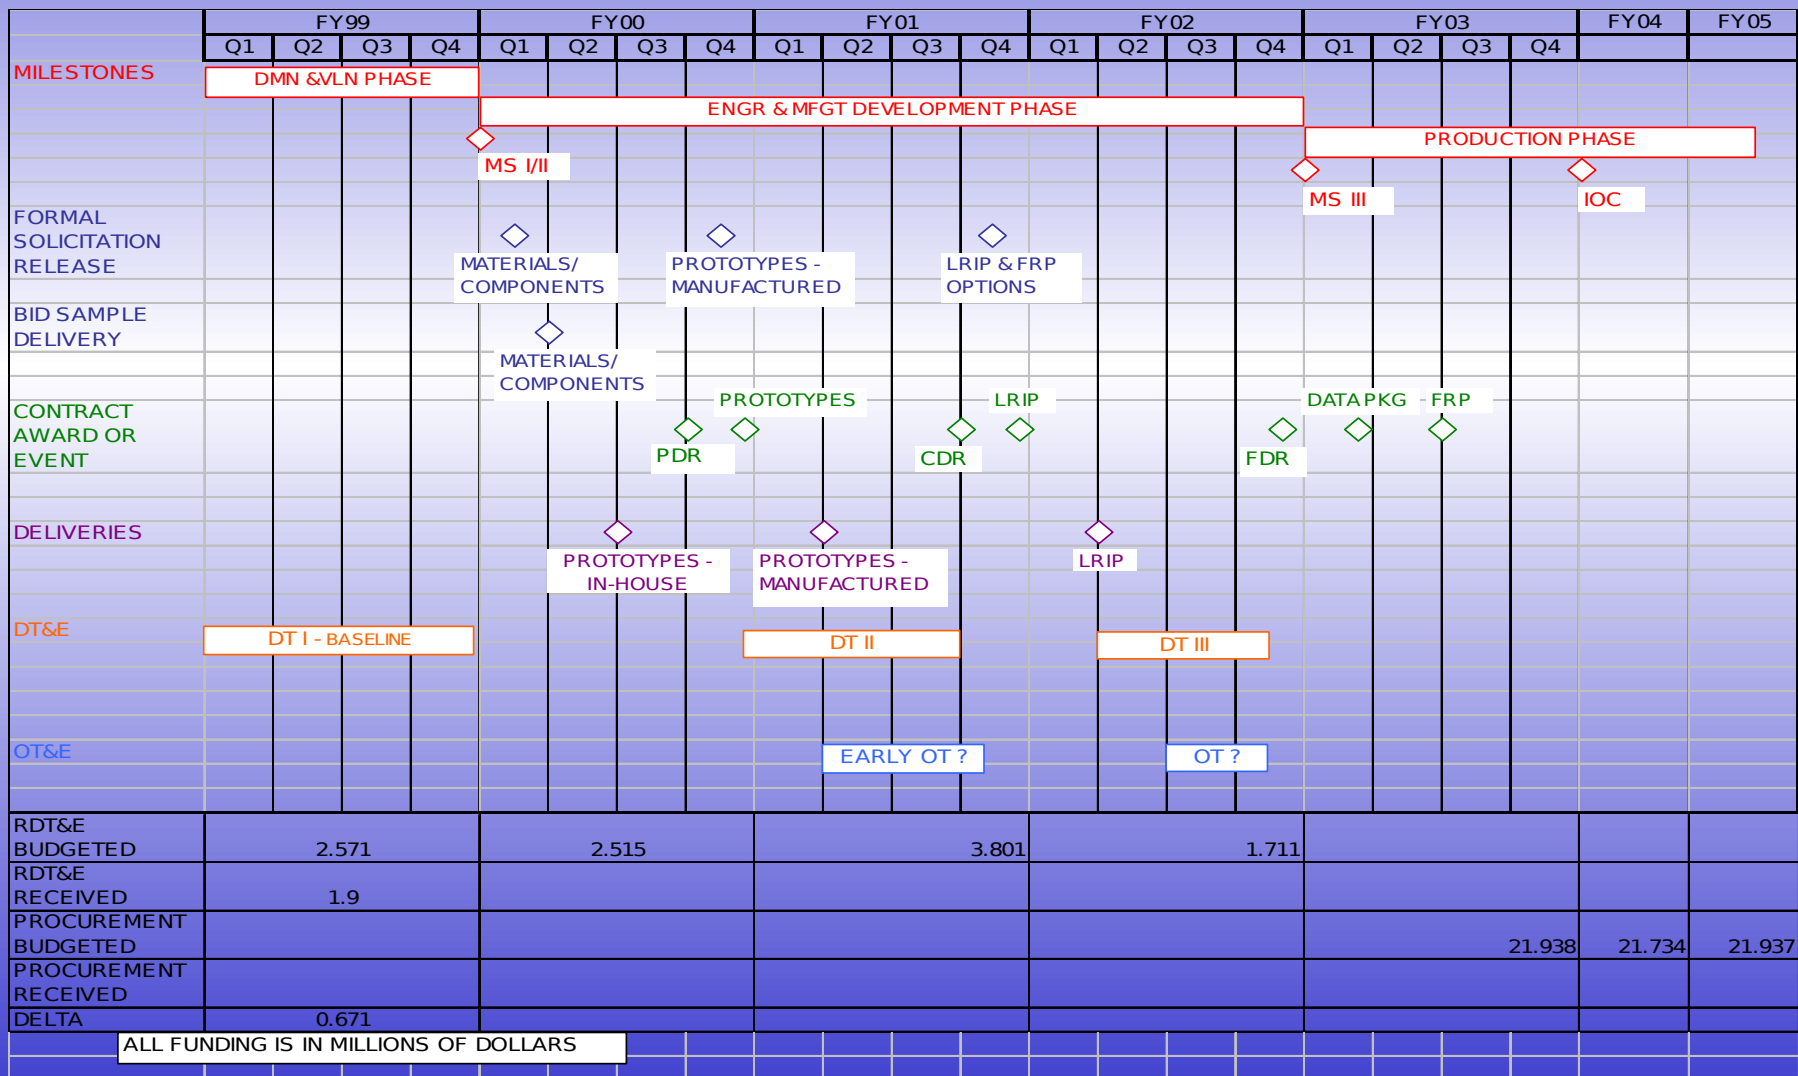 FY99 FY00 FY01 FY02 FY03 FY04 FY05
Q1 Q2 Q3 Q4 Q1 Q2 Q3 Q4 Q1 Q2 Q3 Q4 Q1 Q2 Q3 Q4 Q1 Q2 Q3 Q4
MILESTONES
DMN &VLN PHASE
ENGR & MFGT DEVELOPMENT PHASE
PRODUCTION PHASE
MS I/II
MS III
IOC
FORMAL
SOLICITATION
RELEASE
MATERIALS/
COMPONENTS
PROTOTYPES -
MANUFACTURED
LRIP & FRP
OPTIONS
BID SAMPLE
DELIVERY
MATERIALS/
COMPONENTS
CONTRACT
AWARD OR
EVENT
PROTOTYPES
LRIP
DATA PKG
FRP
PDR
CDR
FDR
DELIVERIES
PROTOTYPES -
IN-HOUSE
PROTOTYPES -
MANUFACTURED
LRIP
DT&E
DT I - BASELINE
DT II
DT III
OT&E
EARLY OT ?
OT ?
RDT&E
BUDGETED 2.571 2.515 3.801 1.711
RDT&E
RECEIVED 1.9
PROCUREMENT
BUDGETED 21.938 21.734 21.937
PROCUREMENT
RECEIVED
DELTA 0.671
ALL FUNDING IS IN MILLIONS OF DOLLARS